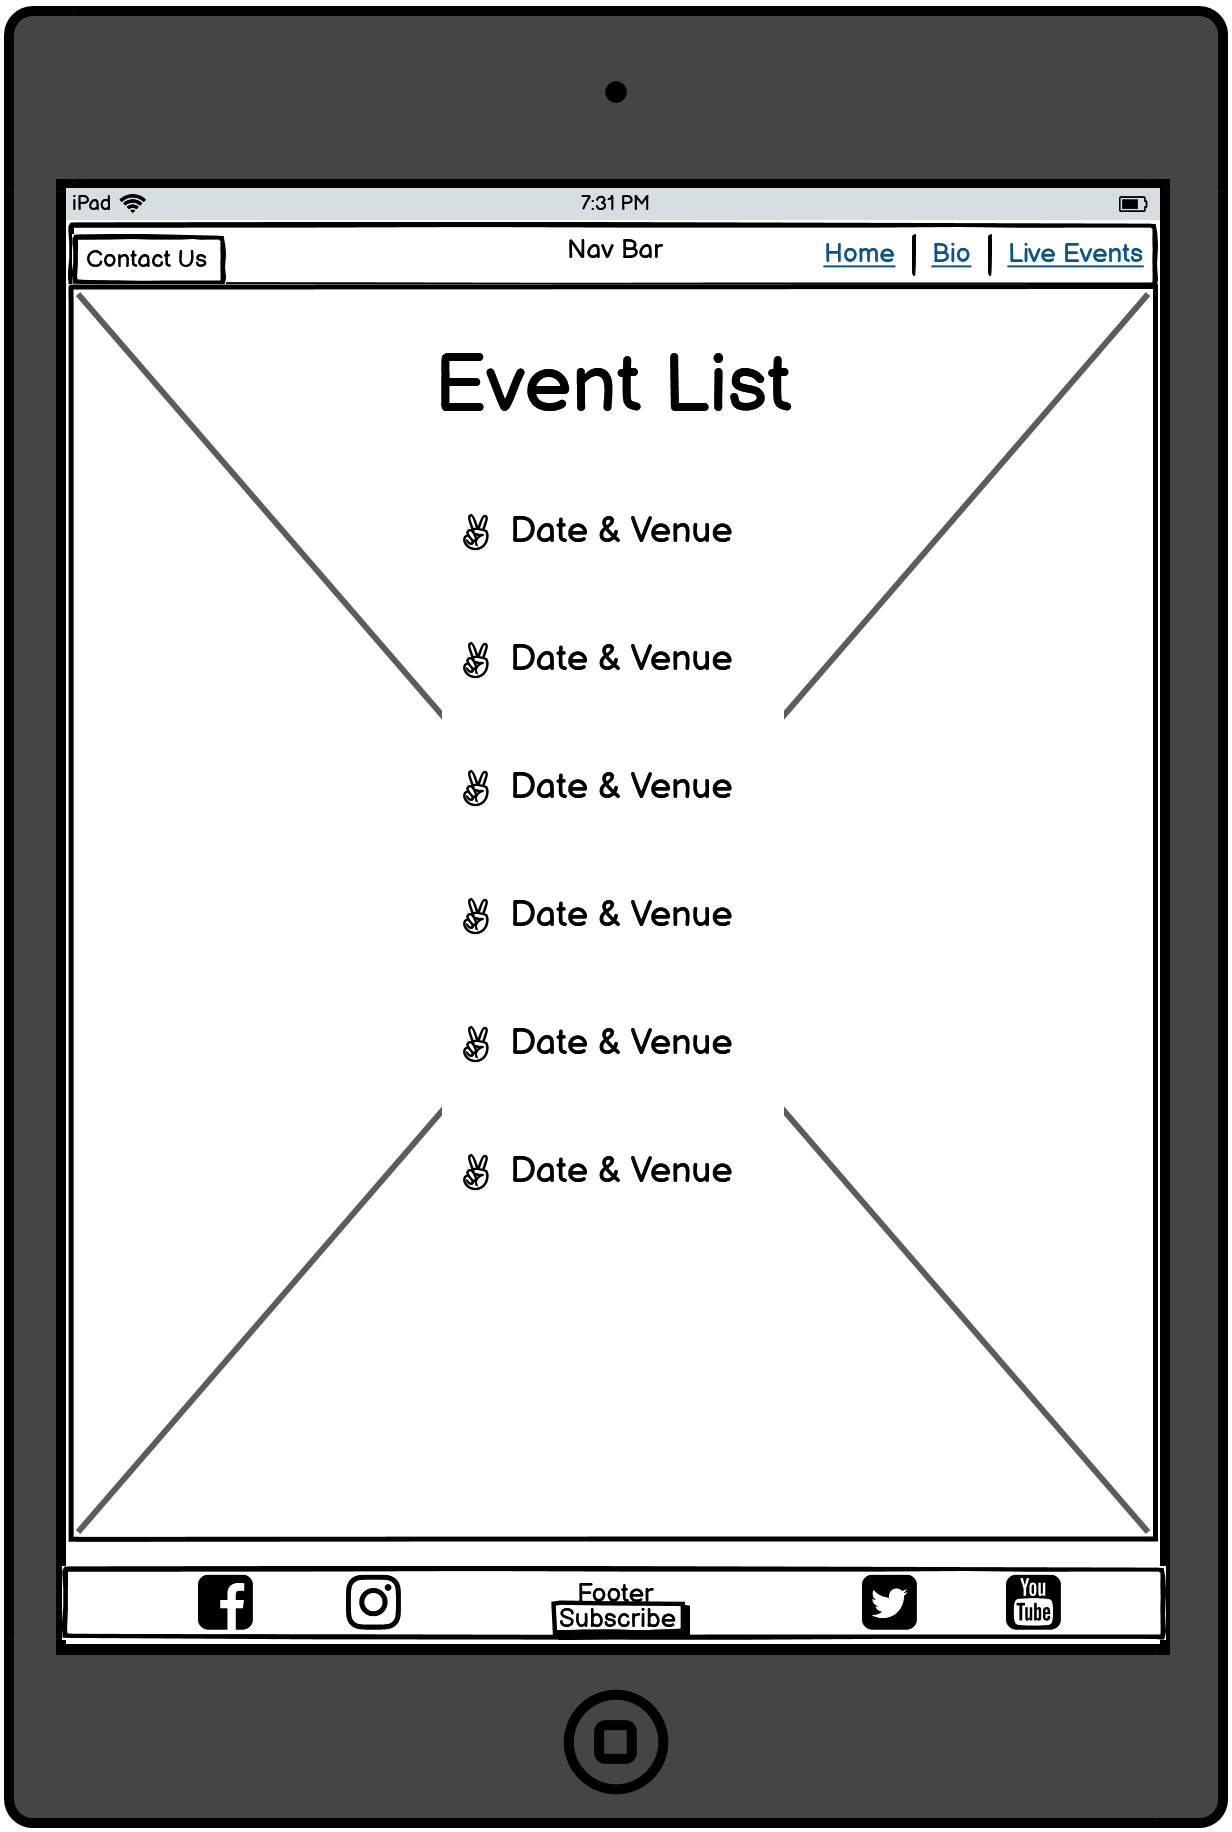 iPad 7:31 PM
Contact Us Nav Bar Home Bio Live Events
Event List
Date & Venue
Date & Venue
Date & Venue
Date & Venue
Date & Venue
Date & Venue
Footer
Subscribe
You
Tube